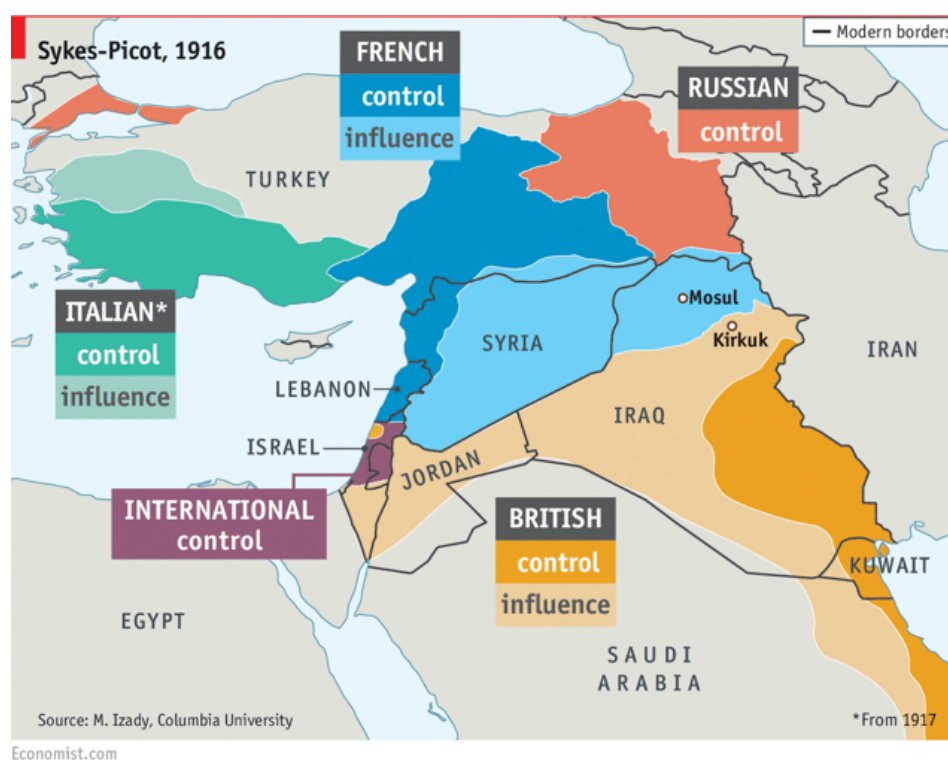 Sykes-Picot, 1916
Modern borders
FRENCH
control
influence
RUSSIAN
control
TURKEY
ITALIAN*
control
influence
Mosul
Kirkuk
SYRIA
IRAN
LEBANON
IRAQ
ISRAEL
JORDAN
INTERNATIONAL
control
BRITISH
control
influence
KUWAIT
EGYPT
SAUDI
ARABIA
Source: M. Izady, Columbia University
*From 1917
Economist.com